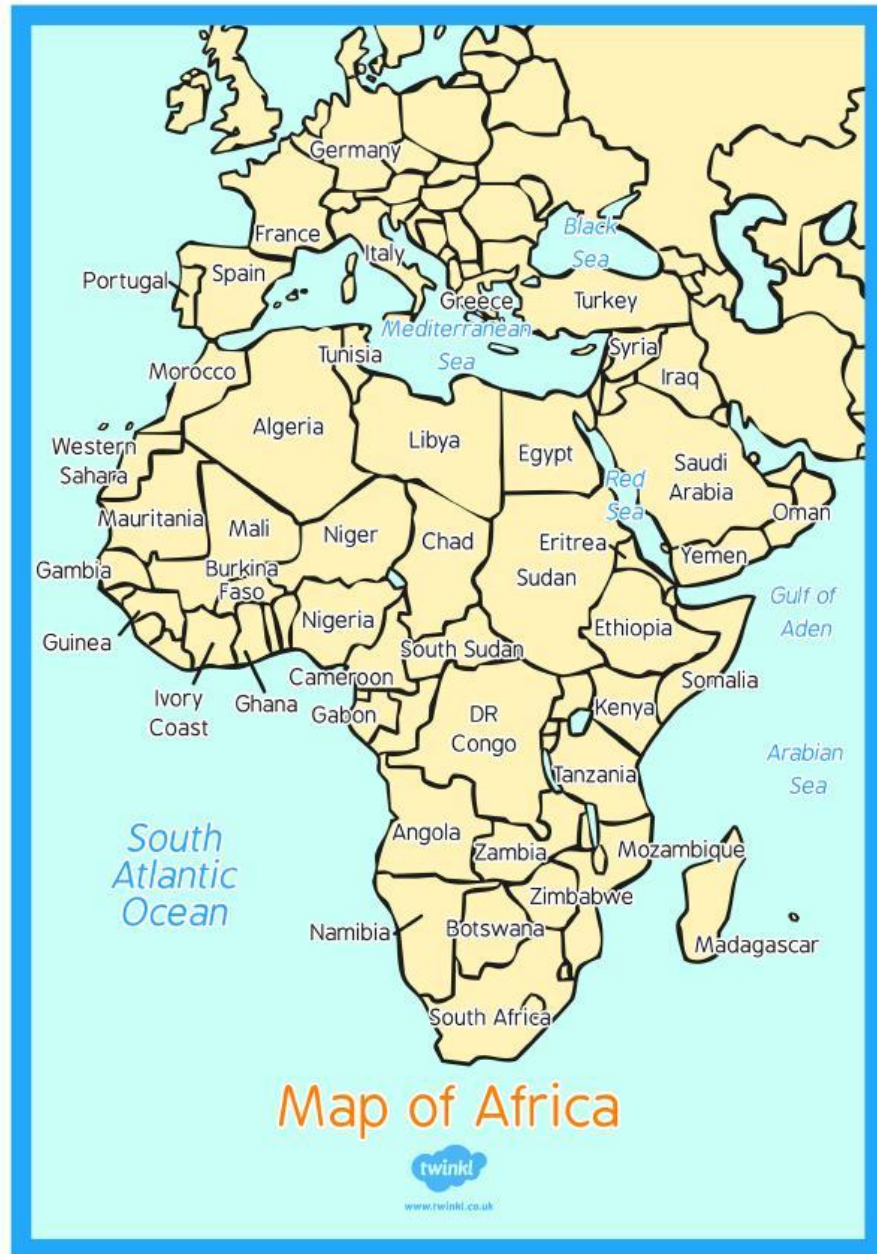 Germany
France
Italy
Black
Sea
Portugal
Spain
Greece
Turkey
Mediterranean
Sea
Tunisia
Syria
Morocco
Iraq
Algeria
Libya
Egypt
Western
Sahara
Saudi
Arabia
Red
Sea
Mauritania
Mali
Niger
Chad
Oman
Eritrea
Yemen
Gambia
Burkina
Faso
Sudan
Gulf of
Aden
Nigeria
Ethiopia
Guinea
South Sudan
Cameroon
Somalia
Ivory
Coast
Ghana
Gabon
DR
Congo
Kenya
Arabian
Sea
Tanzania
Angola
Zambia
Mozambique
South
Atlantic
Ocean
Zimbabwe
Namibia
Botswana
Madagascar
South Africa
Map of Africa
twinkl
www.twinkl.co.uk